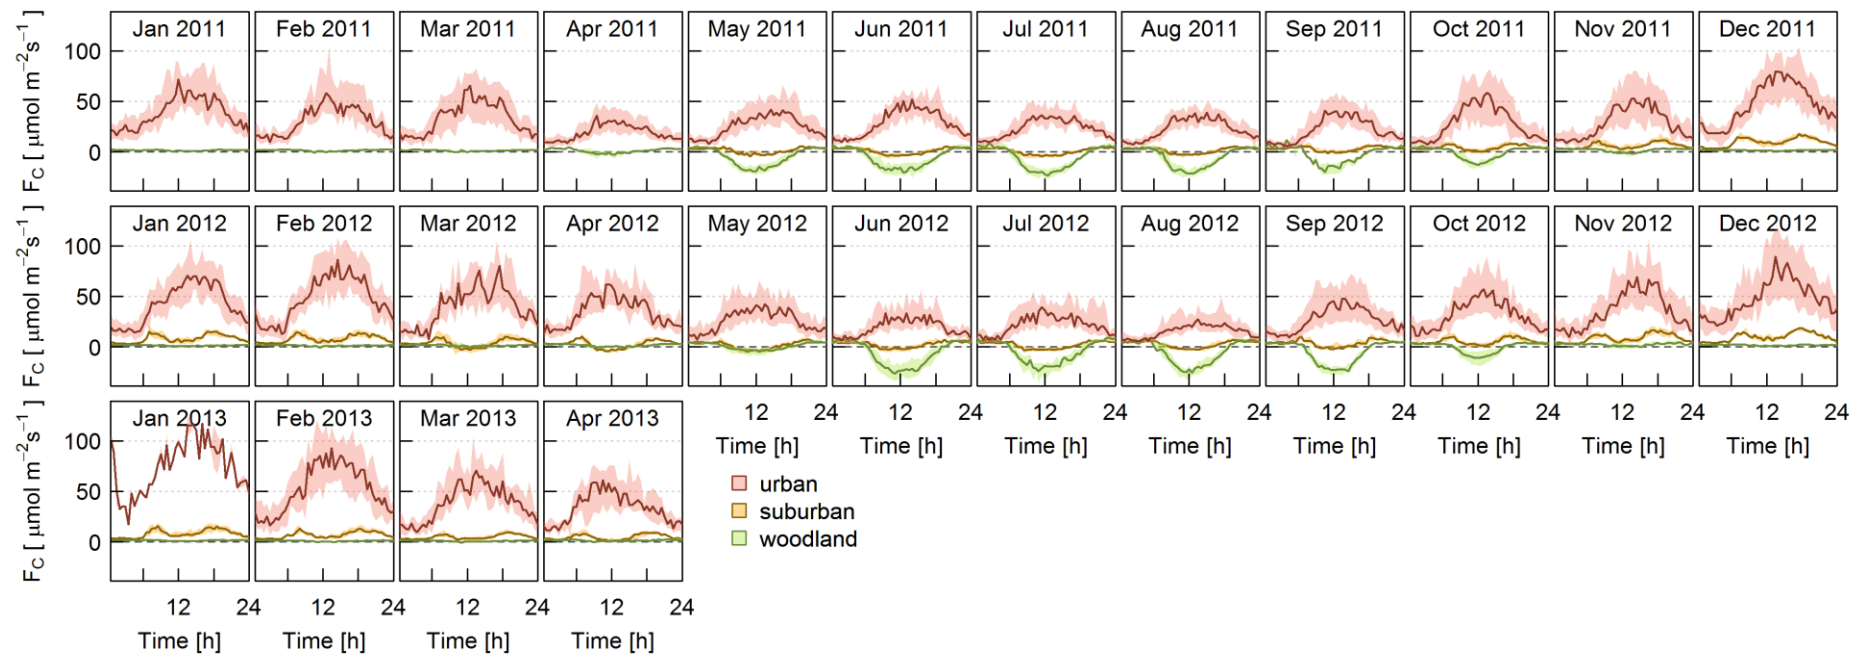 Jan 2011 Feb 2011 Mar 2011 Apr 2011 May 2011 Jun 2011 Jul 2011 Aug 2011 Sep 2011 Oct 2011 Nov 2011 Dec 2011
100
50
0
F_C [ μmol m⁻²s⁻¹ ]
Jan 2012 Feb 2012 Mar 2012 Apr 2012 May 2012 Jun 2012 Jul 2012 Aug 2012 Sep 2012 Oct 2012 Nov 2012 Dec 2012
100
50
0
F_C [ μmol m⁻²s⁻¹ ]
12 24 12 24 12 24 12 24 12 24 12 24 12 24 12 24
Time [h] Time [h] Time [h] Time [h] Time [h] Time [h] Time [h] Time [h]
Jan 2013 Feb 2013 Mar 2013 Apr 2013
100
50
0
F_C [ μmol m⁻²s⁻¹ ]
12 24 12 24 12 24 12 24
Time [h] Time [h] Time [h] Time [h]
urban
suburban
woodland